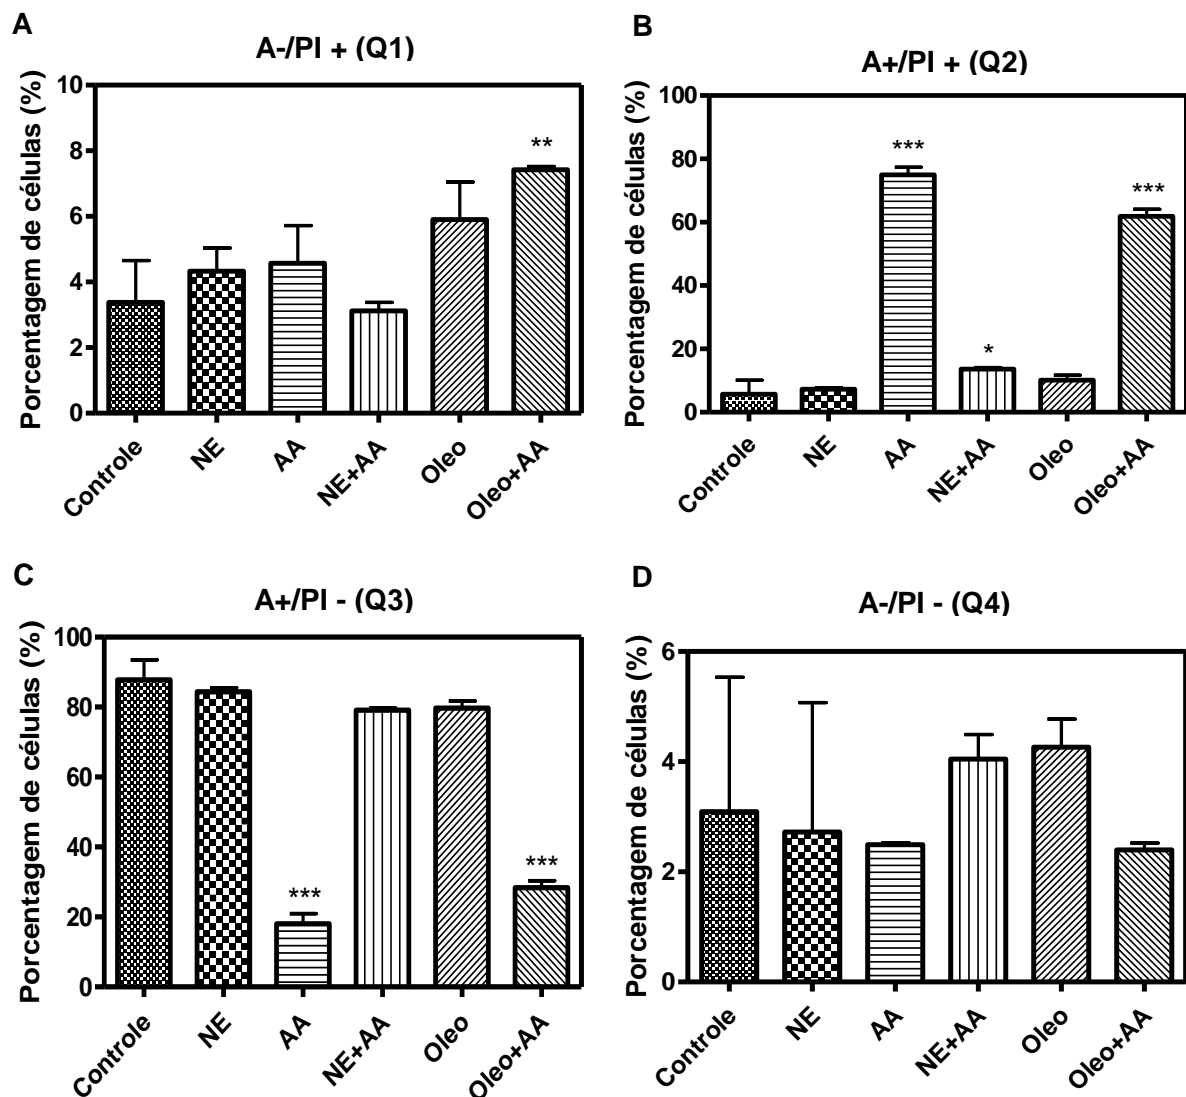 A
A-/PI + (Q1)
Porcentagem de células (%)
10
8
6
4
2
0
**
Controle
NE
AA
NE+AA
Oleo
Oleo+AA
B
A+/PI + (Q2)
Porcentagem de células (%)
100
80
60
40
20
0
***
*
***
Controle
NE
AA
NE+AA
Oleo
Oleo+AA
C
A+/PI - (Q3)
Porcentagem de células (%)
100
80
60
40
20
0
***
***
Controle
NE
AA
NE+AA
Oleo
Oleo+AA
D
A-/PI - (Q4)
Porcentagem de células (%)
6
4
2
0
Controle
NE
AA
NE+AA
Oleo
Oleo+AA